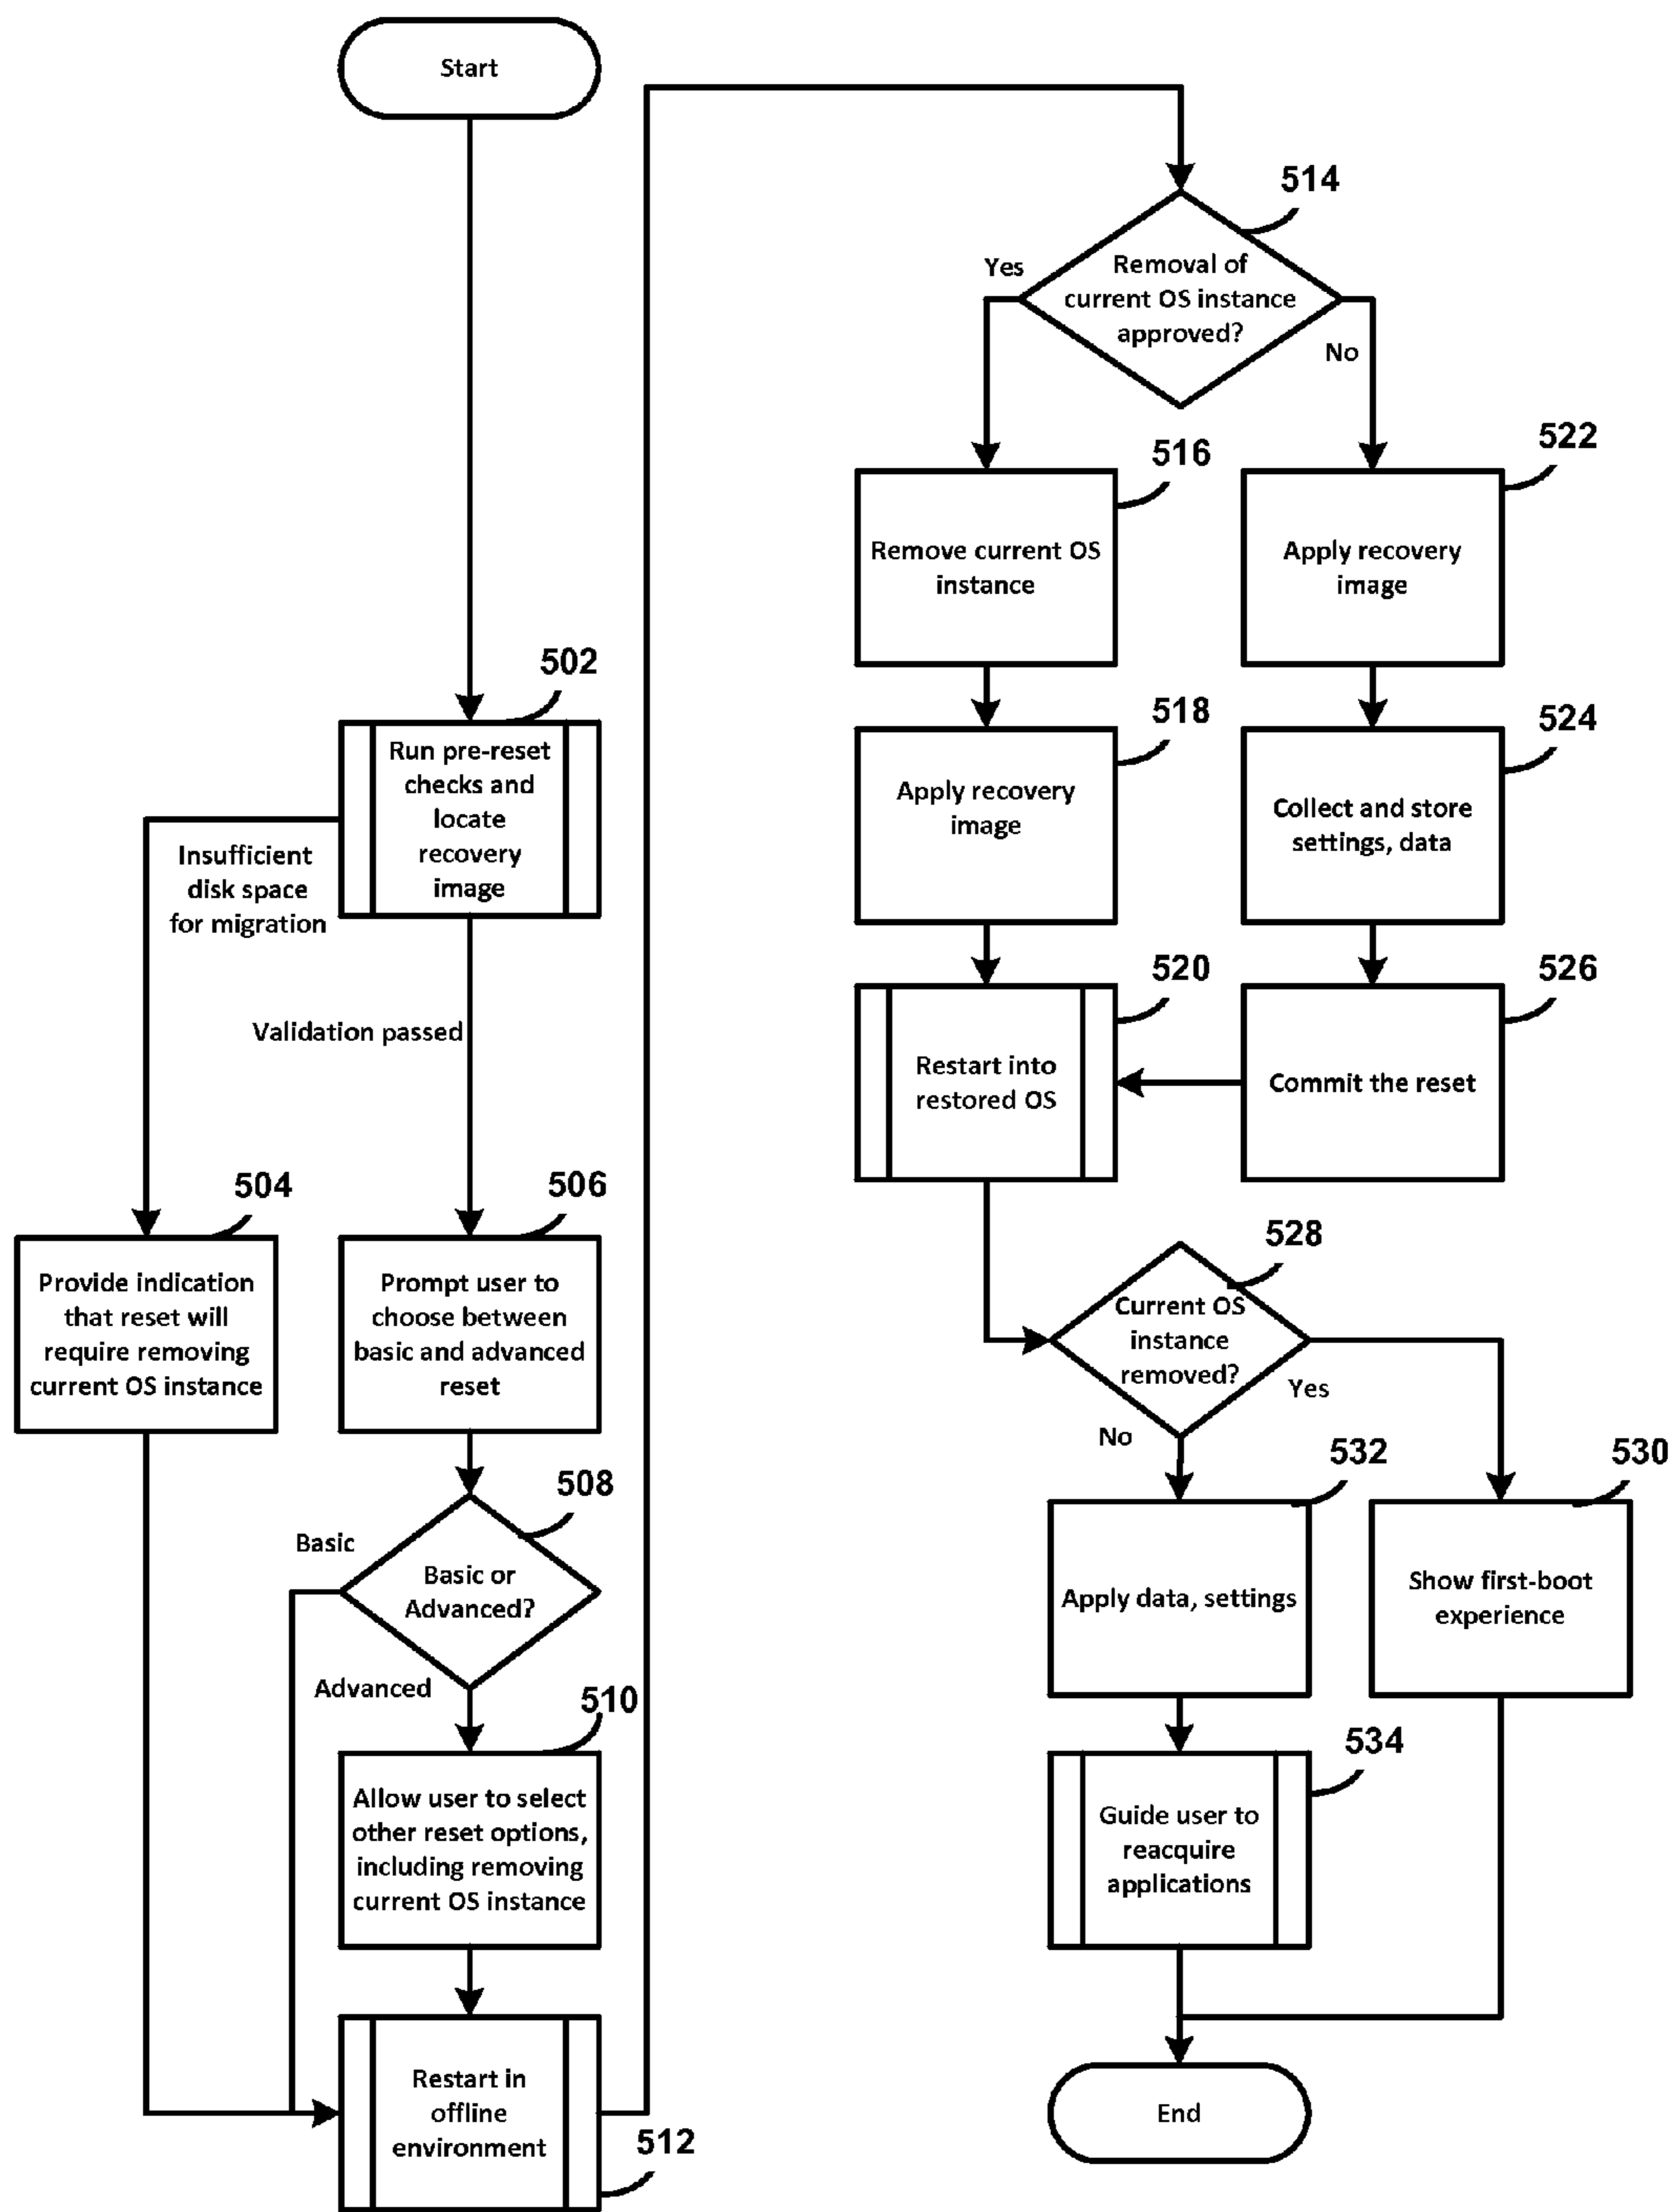 Start
502
Run pre-reset
checks and
locate
recovery
image
Insufficient
disk space
for migration
Validation passed
504
Provide indication
that reset will
require removing
current OS instance
506
Prompt user to
choose between
basic and advanced
reset
508
Basic
Basic or
Advanced?
Advanced
510
Allow user to select
other reset options,
including removing
current OS instance
Restart in
offline
environment
512
514
Yes
Removal of
current OS instance
approved?
No
516
Remove current OS
instance
522
Apply recovery
image
518
Apply recovery
image
524
Collect and store
settings, data
520
Restart into
restored OS
526
Commit the reset
528
Current OS
instance
removed?
Yes
No
532
Apply data, settings
530
Show first-boot
experience
534
Guide user to
reacquire
applications
End